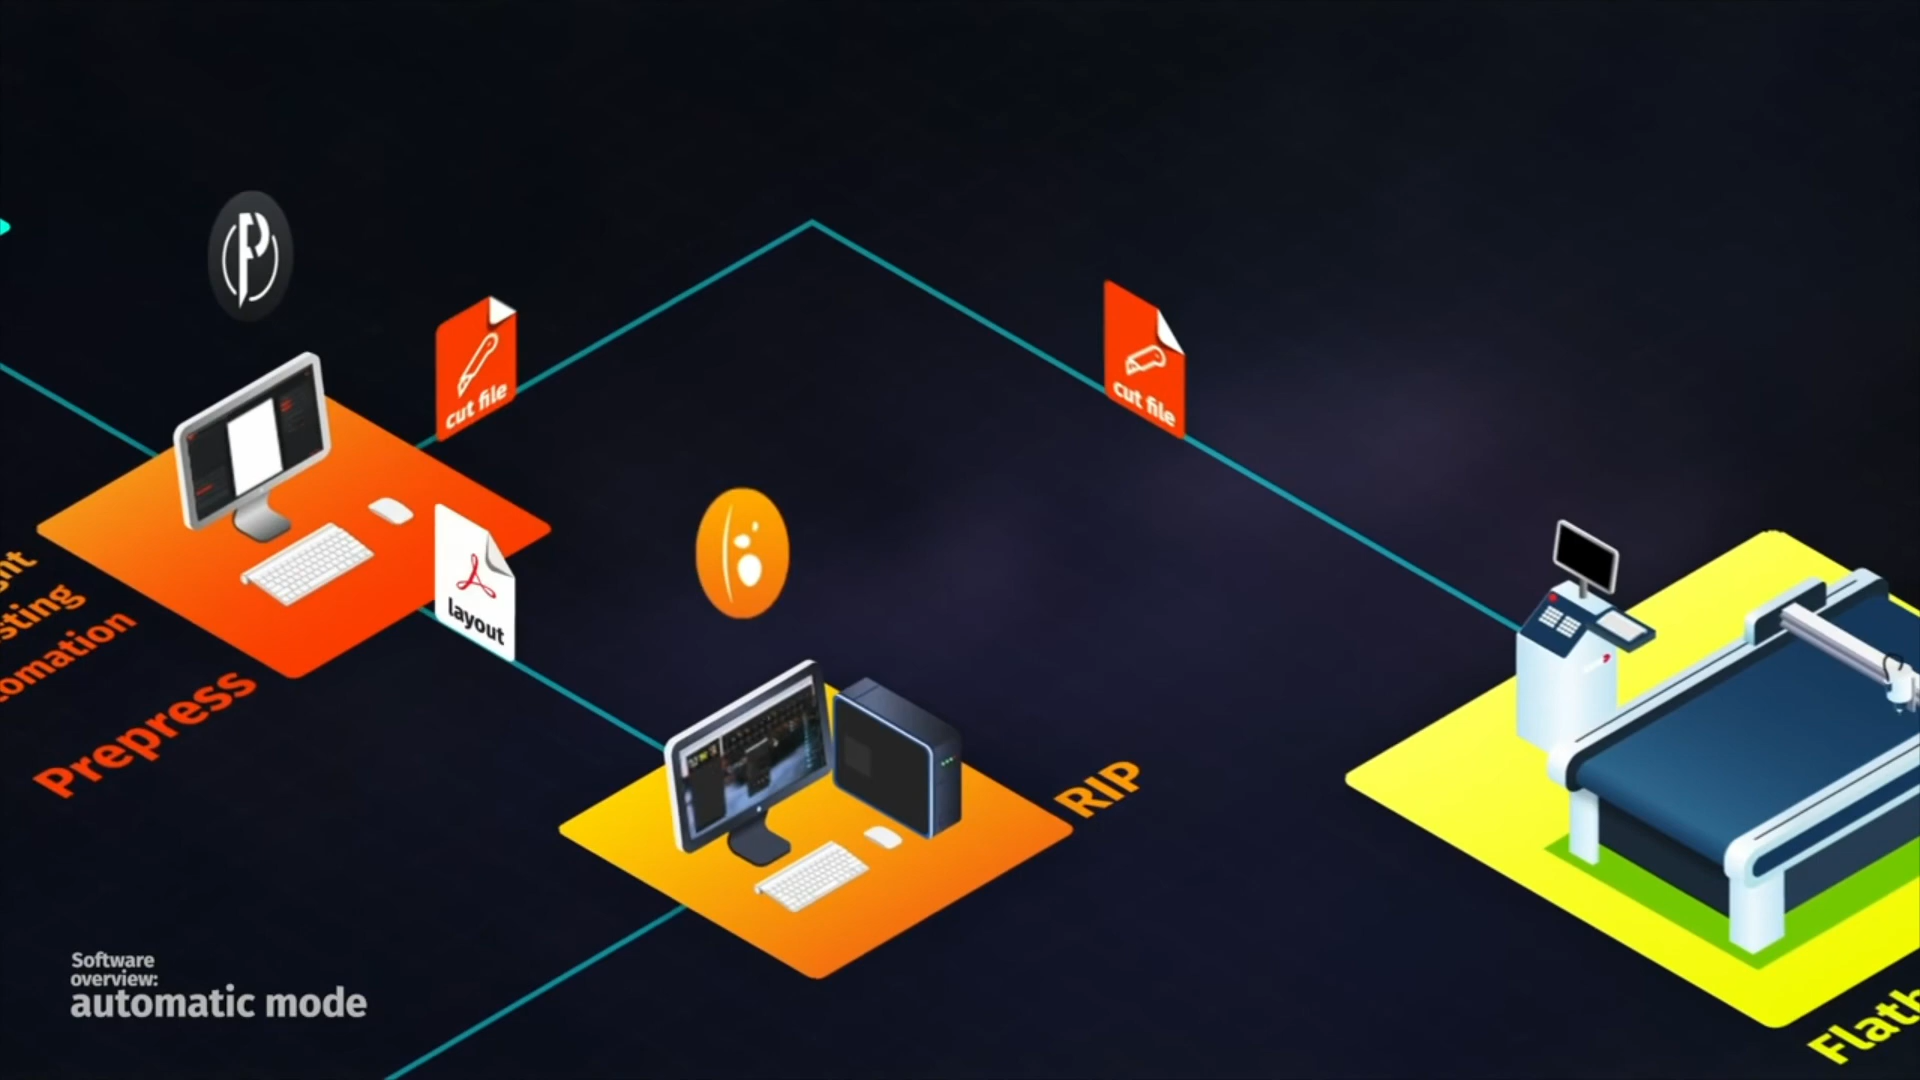 cut file
cut file
layout
Prepress
RIP
Software
overview:
automatic mode